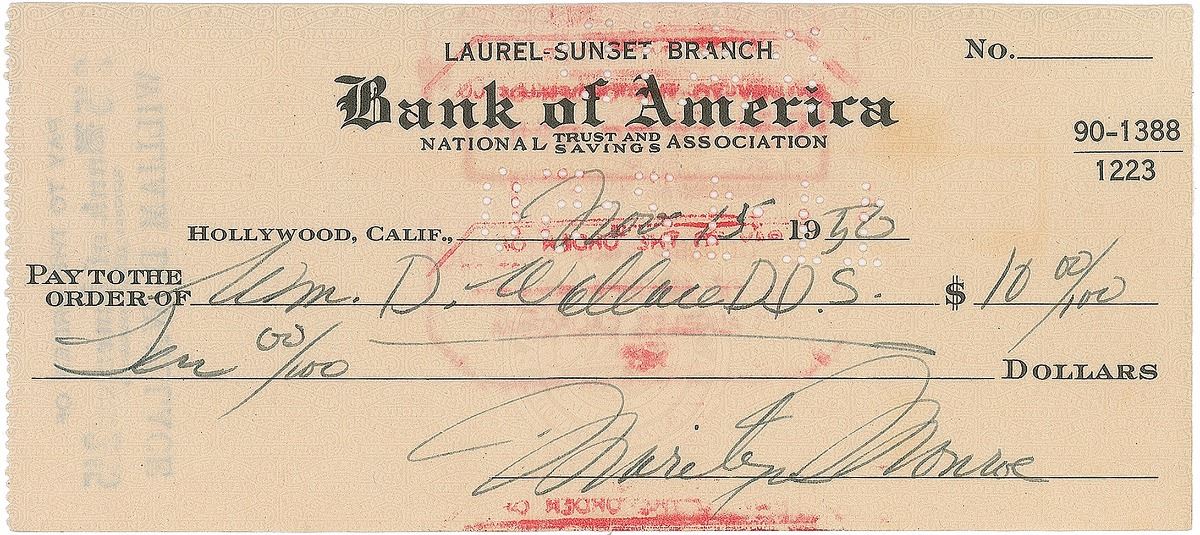 LAUREL-SUNSET BRANCH
No.
Bank of America
NATIONAL TRUST AND SAVINGS ASSOCIATION
90-1388
1223
HOLLYWOOD, CALIF., Nov 15 1950
PAY TO THE ORDER OF Wm. D. Wallace DDS. $ 10 00/100
Ten 00/100 DOLLARS
Marilyn Monroe